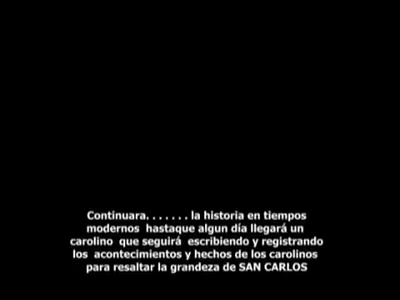 Continuara. . . . . . . la historia en tiempos
modernos hastaque algun día llegará un
carolino que seguirá escribiendo y registrando
los acontecimientos y hechos de los carolinos
para resaltar la grandeza de SAN CARLOS